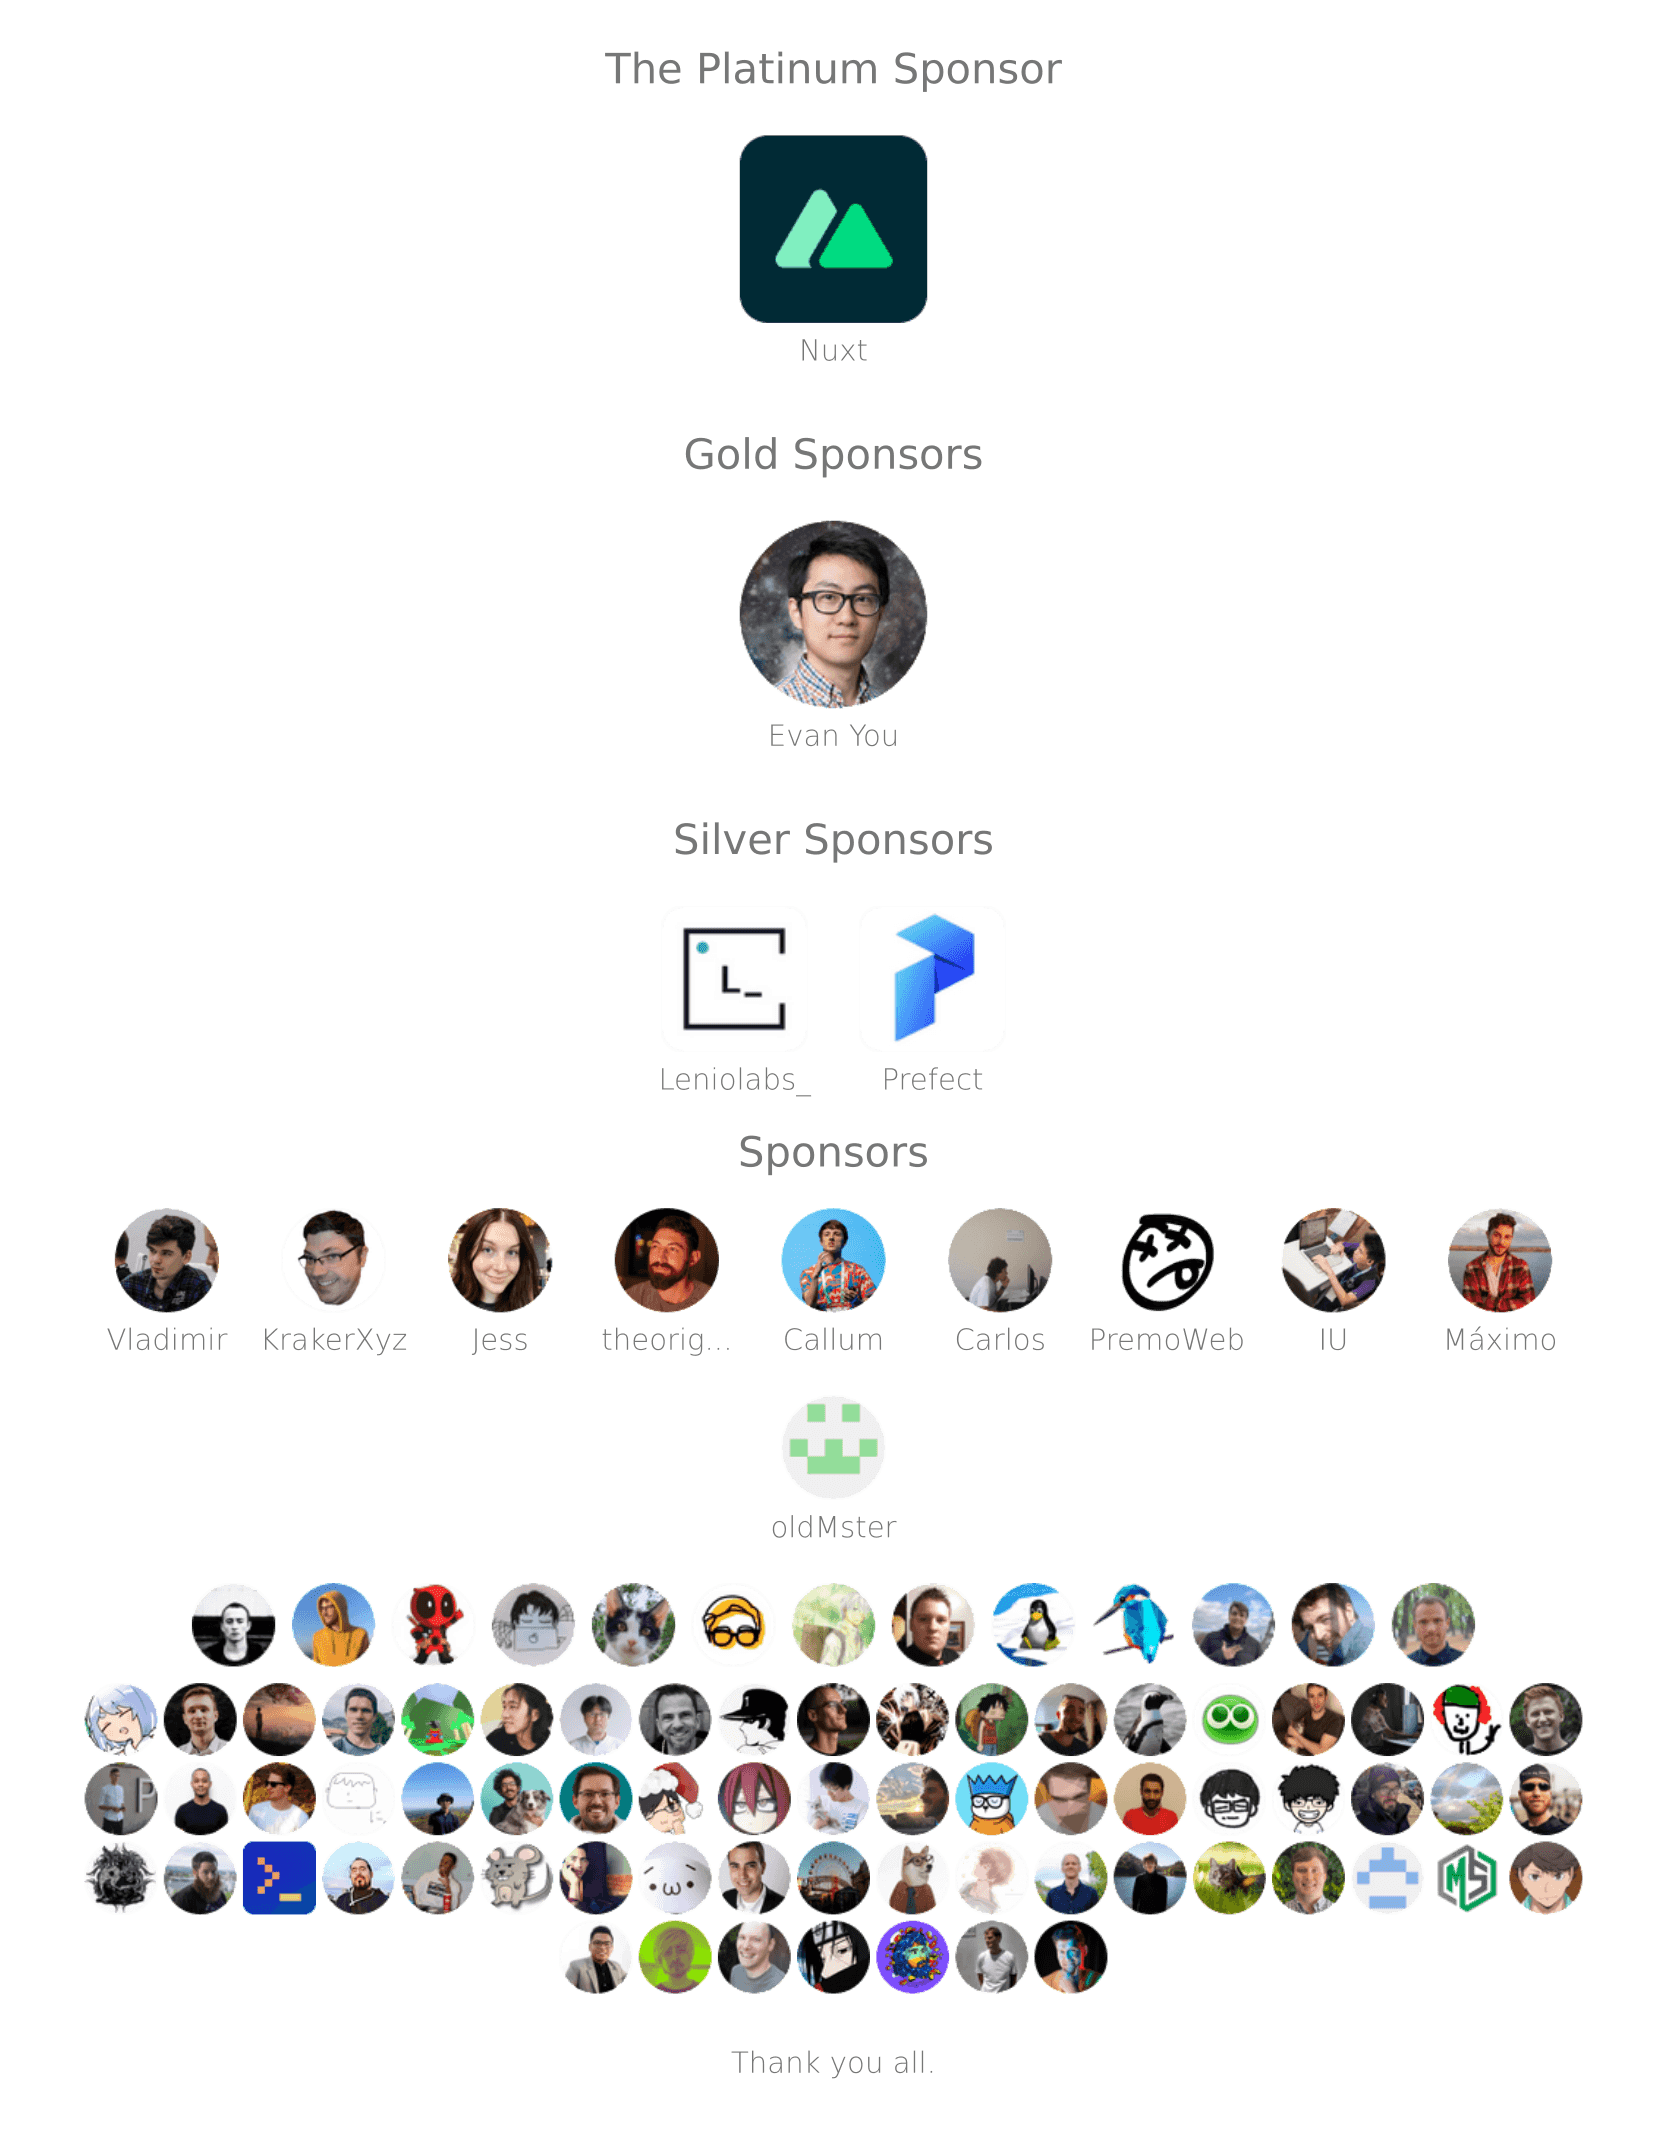 The Platinum Sponsor
Nuxt
Gold Sponsors
Evan You
Silver Sponsors
L_
Leniolabs_ Prefect
Sponsors
Vladimir KrakerXyz Jess theorig... Callum Carlos PremoWeb IU Máximo
oldMster
P
MS
Thank you all.